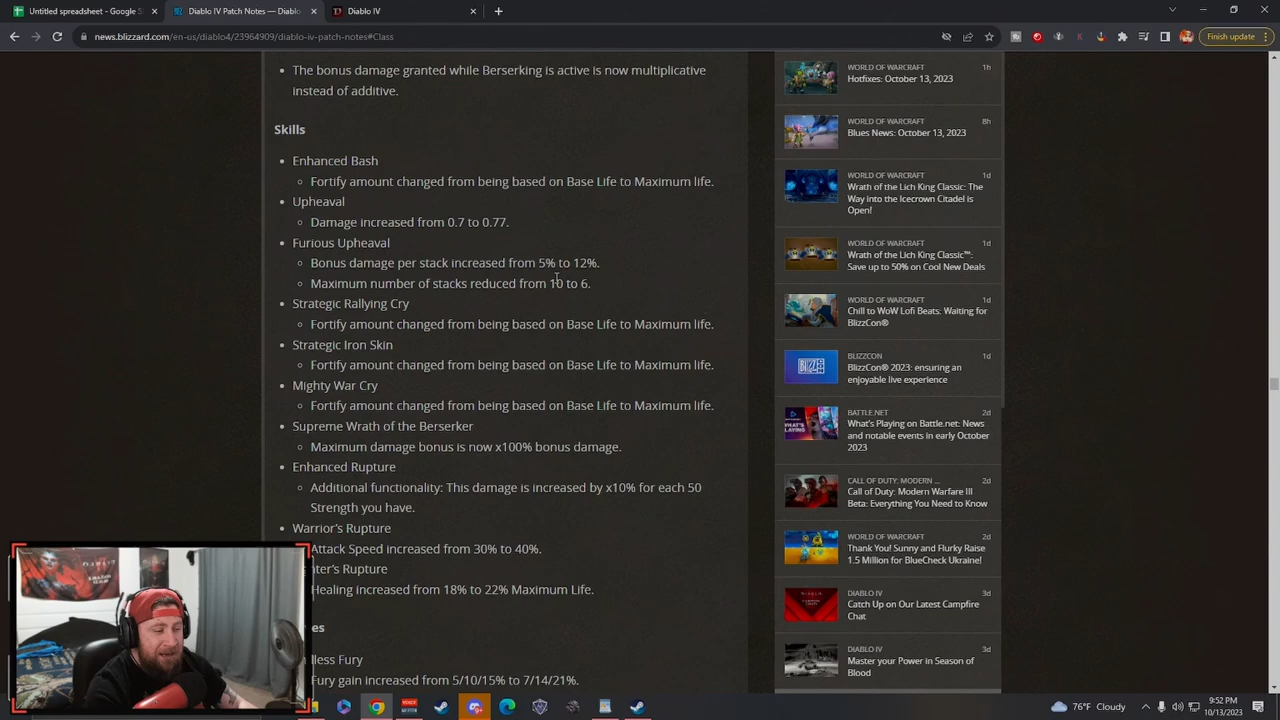 Untitled spreadsheet - Google S
Diablo IV Patch Notes — Diablo
Diablo IV
news.blizzard.com/en-us/diablo4/23964909/diablo-iv-patch-notes#Class
Finish update
The bonus damage granted while Berserking is active is now multiplicative
instead of additive.
Skills
Enhanced Bash
Fortify amount changed from being based on Base Life to Maximum life.
Upheaval
Damage increased from 0.7 to 0.77.
Furious Upheaval
Bonus damage per stack increased from 5% to 12%.
Maximum number of stacks reduced from 10 to 6.
Strategic Rallying Cry
Fortify amount changed from being based on Base Life to Maximum life.
Strategic Iron Skin
Fortify amount changed from being based on Base Life to Maximum life.
Mighty War Cry
Fortify amount changed from being based on Base Life to Maximum life.
Supreme Wrath of the Berserker
Maximum damage bonus is now x100% bonus damage.
Enhanced Rupture
Additional functionality: This damage is increased by x10% for each 50
Strength you have.
Warrior's Rupture
Attack Speed increased from 30% to 40%.
Rupture
Healing increased from 18% to 22% Maximum Life.
Fury
Fury gain increased from 5/10/15% to 7/14/21%.
WORLD OF WARCRAFT 1h
Hotfixes: October 13, 2023
WORLD OF WARCRAFT 8h
Blues News: October 13, 2023
WORLD OF WARCRAFT 1d
Wrath of the Lich King Classic: The
Way into the Icecrown Citadel is
Open!
WORLD OF WARCRAFT 1d
Wrath of the Lich King Classic™:
Save up to 50% on Cool New Deals
WORLD OF WARCRAFT 1d
Chill to WoW Lofi Beats: Waiting for
BlizzCon®
BLIZZCON 1d
BlizzCon® 2023: ensuring an
enjoyable live experience
BATTLE.NET 2d
What's Playing on Battle.net: News
and notable events in early October
2023
CALL OF DUTY: MODERN ... 2d
Call of Duty: Modern Warfare III
Beta: Everything You Need to Know
WORLD OF WARCRAFT 2d
Thank You! Sunny and Flurky Raise
1.5 Million for BlueCheck Ukraine!
DIABLO IV 3d
Catch Up on Our Latest Campfire
Chat
DIABLO IV 3d
Master your Power in Season of
Blood
76°F Cloudy
9:52 PM
10/13/2023